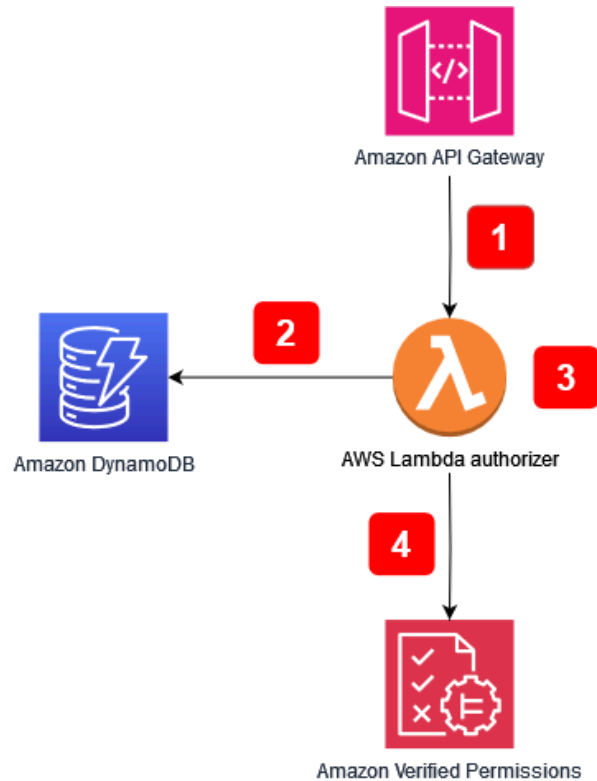 </>
Amazon API Gateway
1
2
3
Amazon DynamoDB
AWS Lambda authorizer
4
Amazon Verified Permissions